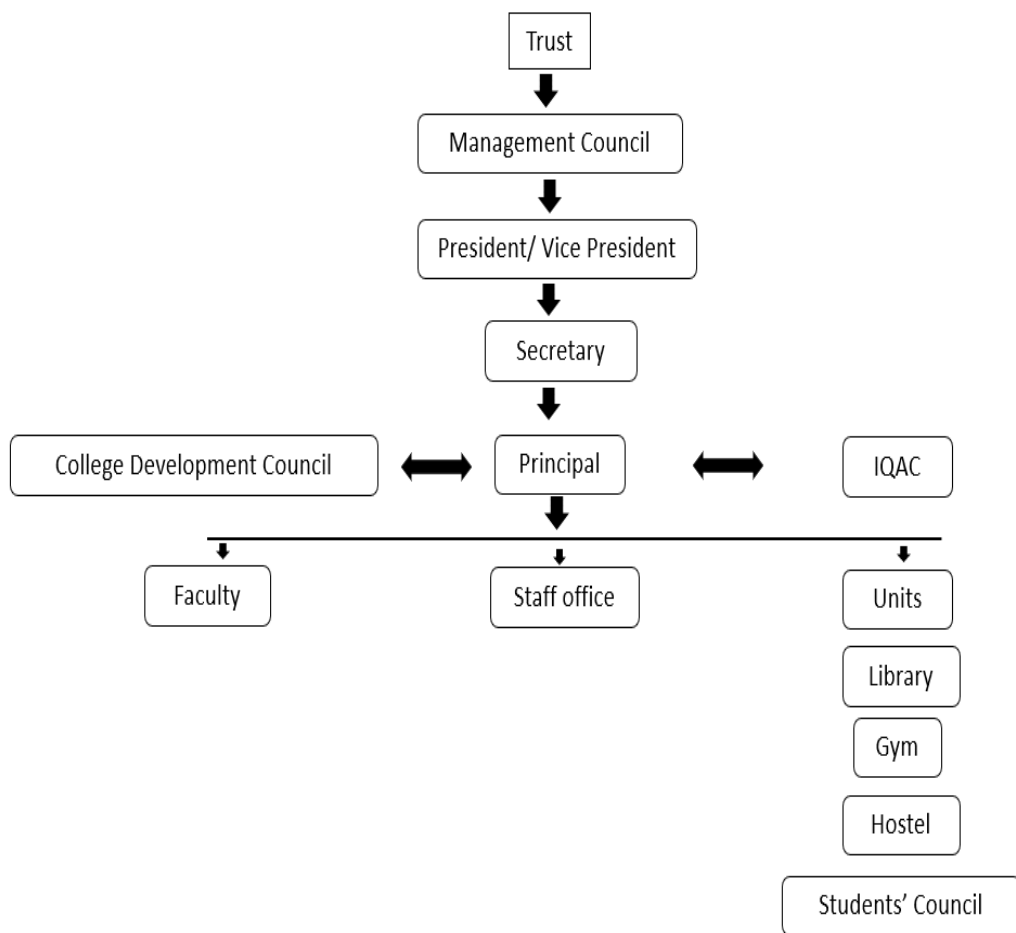 Trust
Management Council
President/ Vice President
Secretary
College Development Council
Principal
IQAC
Faculty
Staff office
Units
Library
Gym
Hostel
Students’ Council